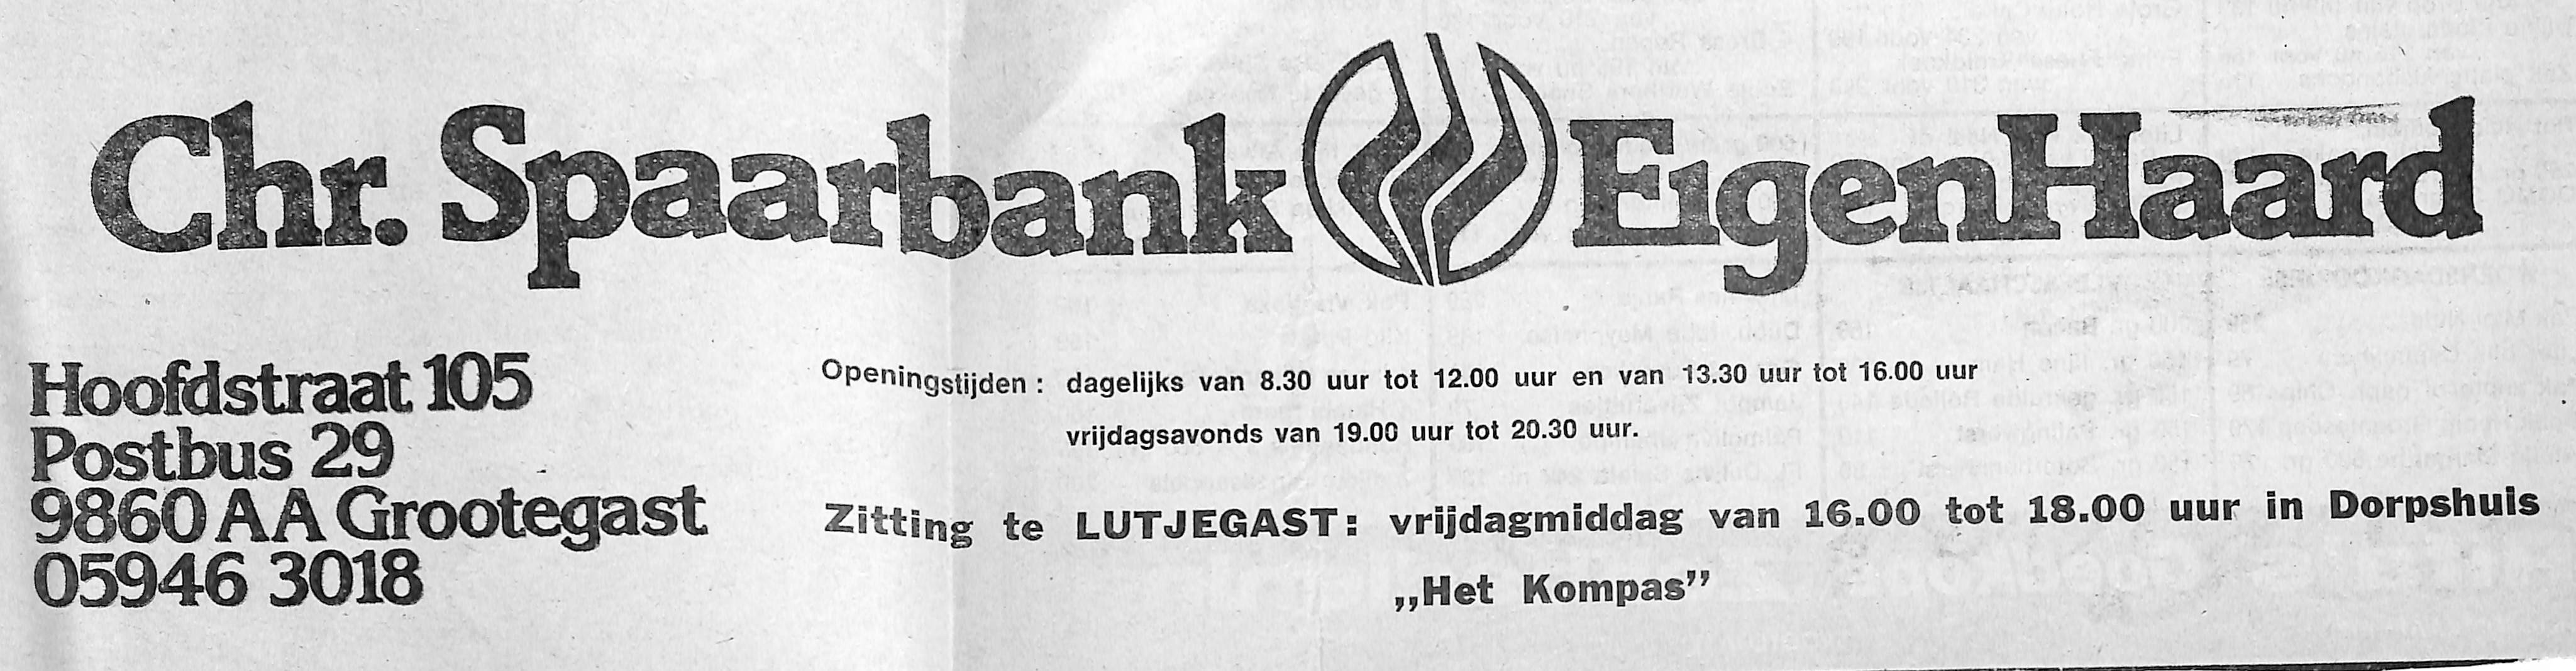 Chr. Spaarbank EigenHaard
Hoofdstraat 105
Postbus 29
9860 AA Grootegast
05946 3018
Openingstijden : dagelijks van 8.30 uur tot 12.00 uur en van 13.30 uur tot 16.00 uur
vrijdagsavonds van 19.00 uur tot 20.30 uur.
Zitting te LUTJEGAST: vrijdagmiddag van 16.00 tot 18.00 uur in Dorpshuis
„Het Kompas”